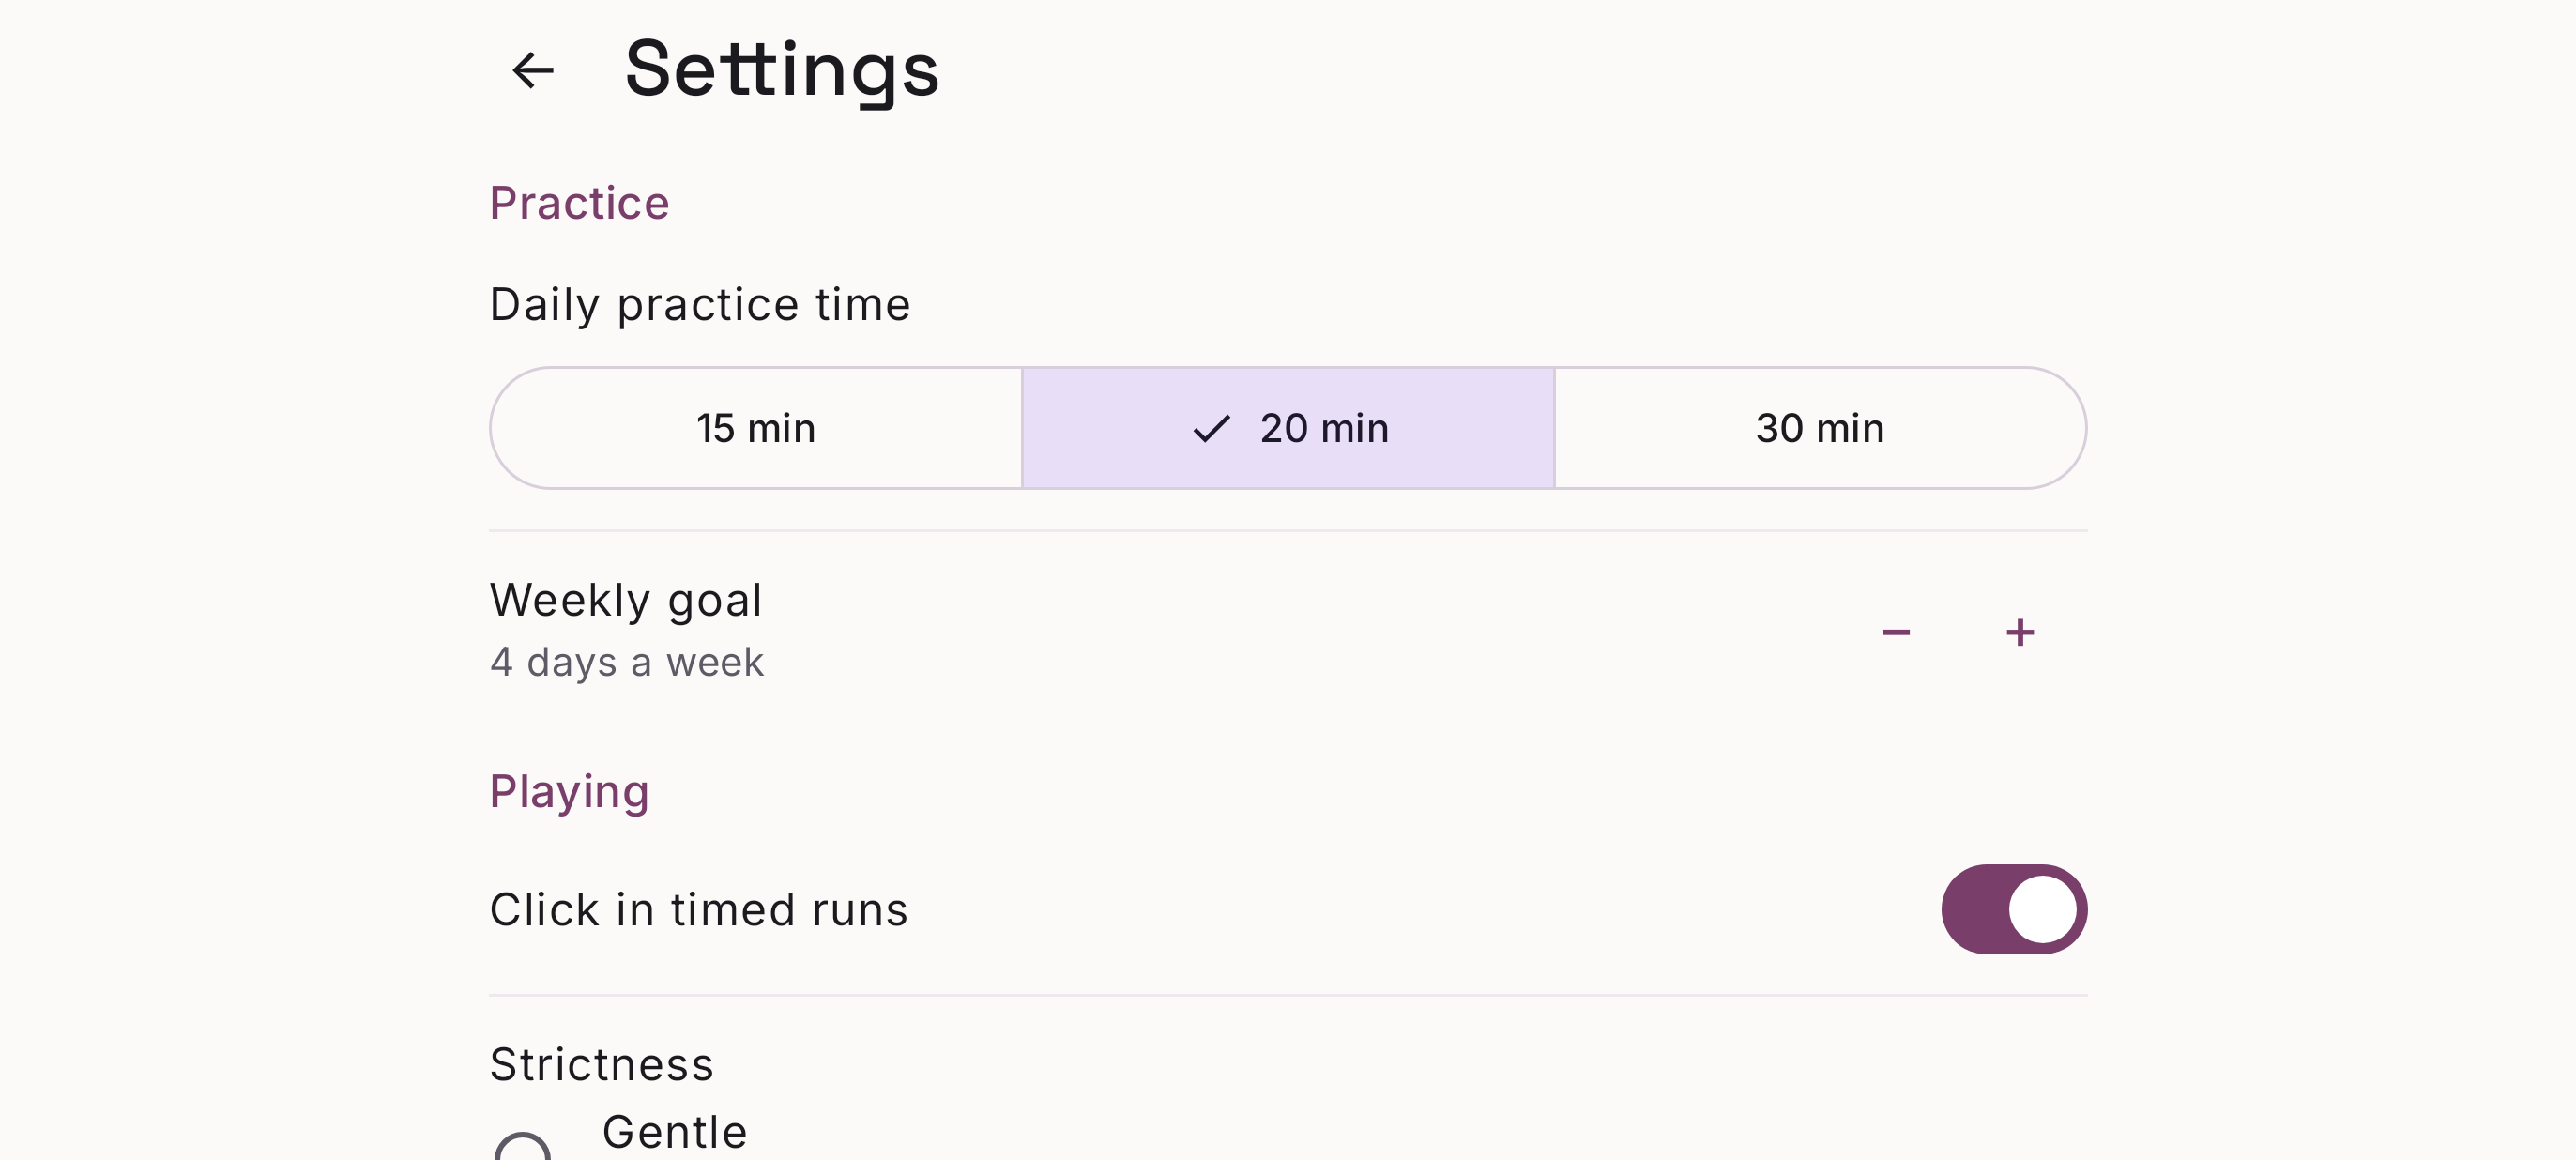 Settings
Practice
Daily practice time
15 min
20 min
30 min
Weekly goal
4 days a week
Playing
Click in timed runs
Strictness
Gentle